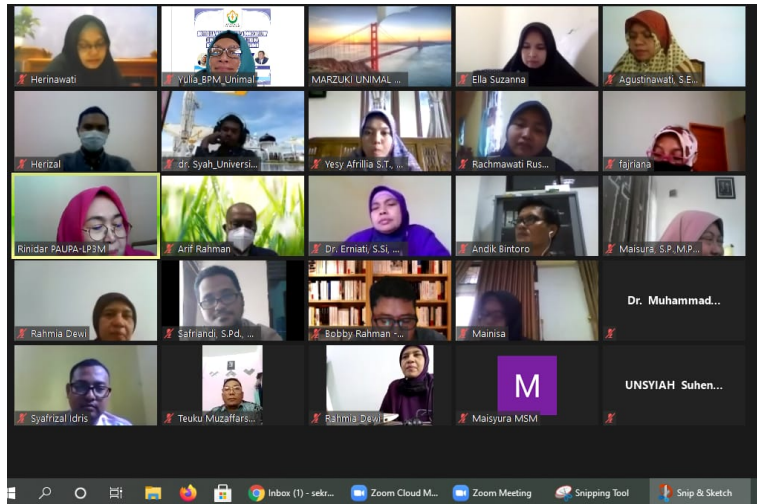 Herinawati
Yulia_BPM_Unimal
MARZUKI UNIMAL ...
Ella Suzanna
Agustinawati, S.E...
Herizal
dr. Syah_Universi...
Yesy Afrillia S.T., ...
Rachmawati Rus...
fajriana
Rinidar PAUPA-LP3M
Arif Rahman
Dr. Erniati, S.Si, ...
Andik Bintoro
Maisura, S.P.,M.P...
Rahmia Dewi
Safriandi, S.Pd., ...
Bobby Rahman -...
Mainisa
Dr. Muhammad...
Syafrizal Idris
Teuku Muzaffars...
Rahmia Dewi
M
Maisyura MSM
UNSYIAH Suhen...
Inbox (1) - sekr...
Zoom Cloud M...
Zoom Meeting
Snipping Tool
Snip & Sketch